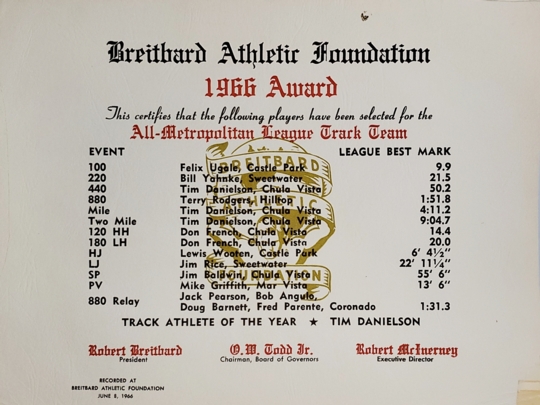 Breitbard Athletic Foundation
1966 Award
This certifies that the following players have been selected for the
All-Metropolitan League Track Team
EVENT LEAGUE BEST MARK
100 Felix Ugale, Castle Park 9.9
220 Bill Yahnke, Sweetwater 21.5
440 Tim Danielson, Chula Vista 50.2
880 Terry Rodgers, Hilltop 1:51.8
Mile Tim Danielson, Chula Vista 4:11.2
Two Mile Tim Danielson, Chula Vista 9:04.7
120 HH Don French, Chula Vista 14.4
180 LH Don French, Chula Vista 20.0
HJ Lewis Wooten, Castle Park 6' 4½"
LJ Jim Rice, Sweetwater 22' 11¼"
SP Jim Baldwin, Chula Vista 55' 6"
PV Mike Griffith, Mar Vista 13' 6"
880 Relay Jack Pearson, Bob Angulo,
Doug Barnett, Fred Parente, Coronado 1:31.3
TRACK ATHLETE OF THE YEAR ★ TIM DANIELSON
Robert Breitbard O.W. Todd Jr. Robert McInerney
President Chairman, Board of Governors Executive Director
RECORDED AT
BREITBARD ATHLETIC FOUNDATION
JUNE 8, 1966
BREITBARD
ATHLETIC
FOUNDATION